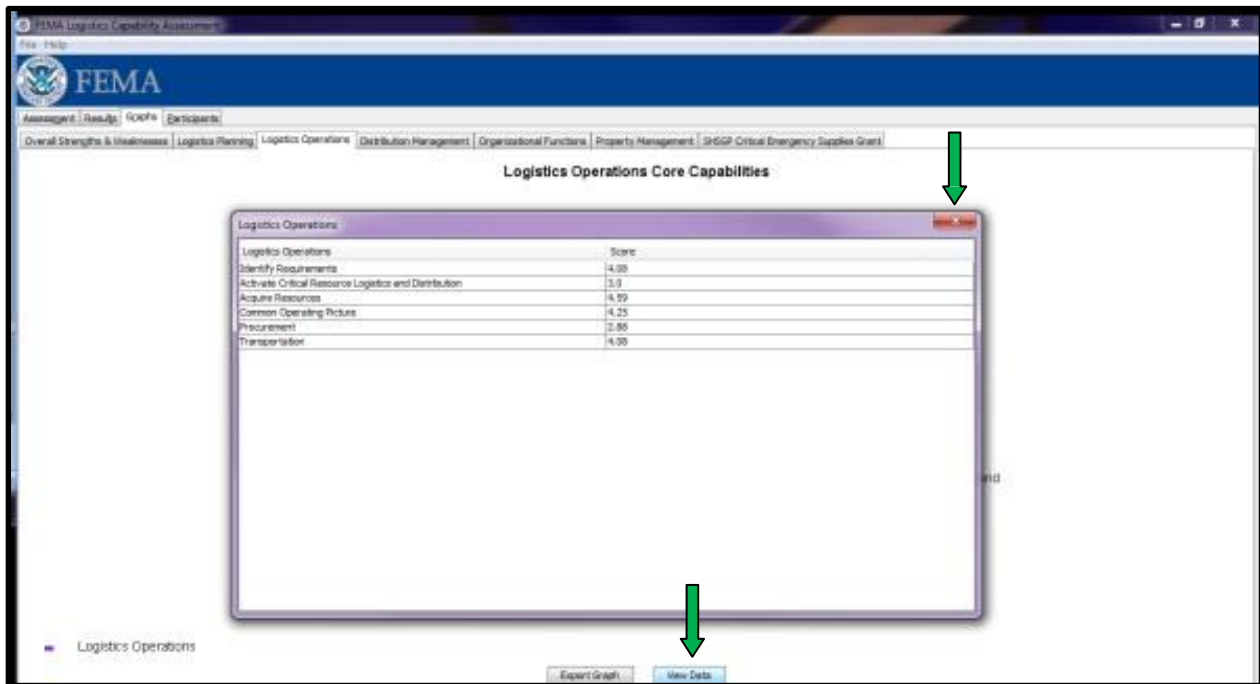 FEMA Logistics Capability Assessment
File Help
FEMA
Assessment Results Graphs Participants
Overall Strengths & Weaknesses Logistics Planning Logistics Operations Distribution Management Organizational Functions Property Management SHSGP Critical Emergency Supplies Grant
Logistics Operations Core Capabilities
Logistics Operations
Logistics Operations Score
Identify Requirements 4.08
Activate Critical Resource Logistics and Distribution 3.0
Acquire Resources 4.59
Common Operating Picture 4.25
Procurement 2.88
Transportation 4.08
and
Logistics Operations
Export Graph View Data